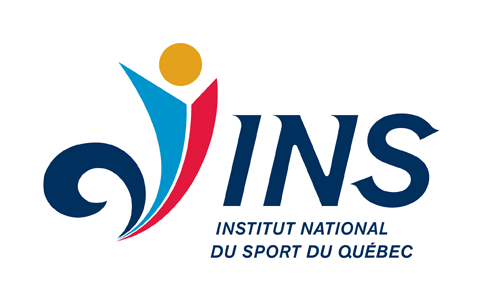 INS
INSTITUT NATIONAL
DU SPORT DU QUÉBEC